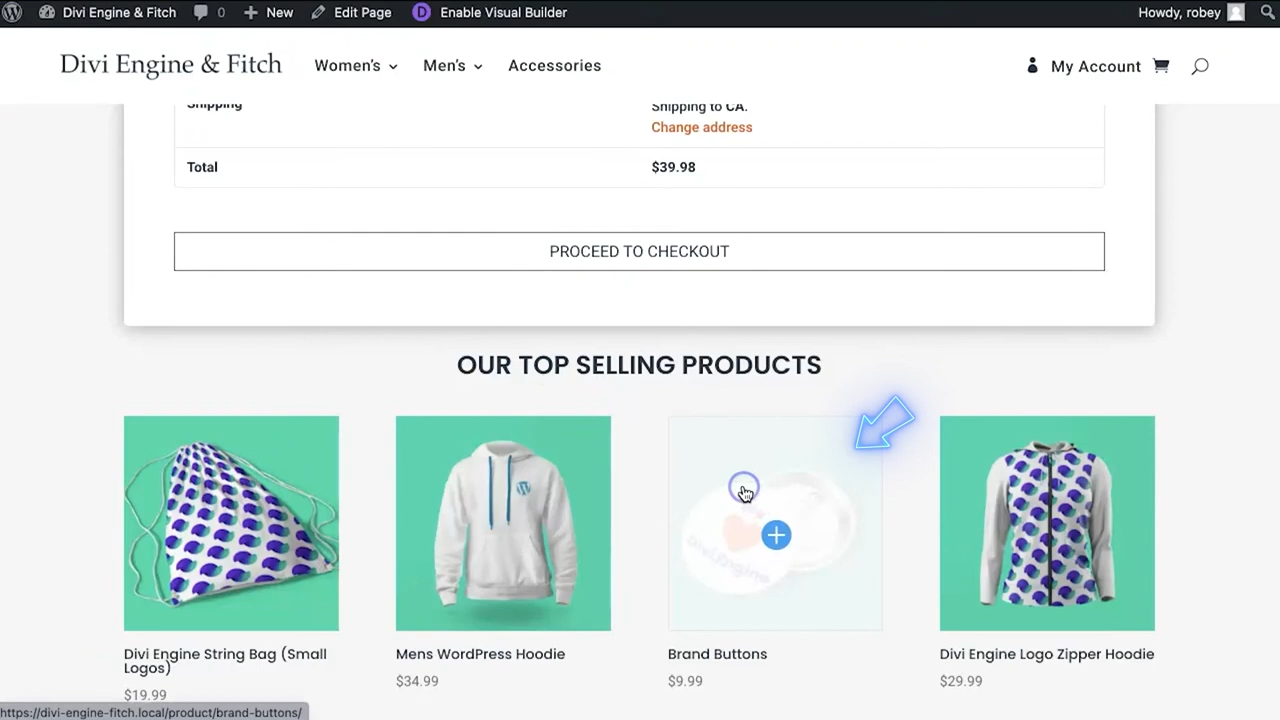 Divi Engine & Fitch 0 New Edit Page D Enable Visual Builder Howdy, robey
Divi Engine & Fitch Women's Men's Accessories My Account
Shipping Shipping to CA.
Change address
Total $39.98
PROCEED TO CHECKOUT
OUR TOP SELLING PRODUCTS
Divi Engine
Divi Engine String Bag (Small
Logos)
$19.99
Mens WordPress Hoodie
$34.99
Brand Buttons
$9.99
Divi Engine Logo Zipper Hoodie
$29.99
https://divi-engine-fitch.local/product/brand-buttons/